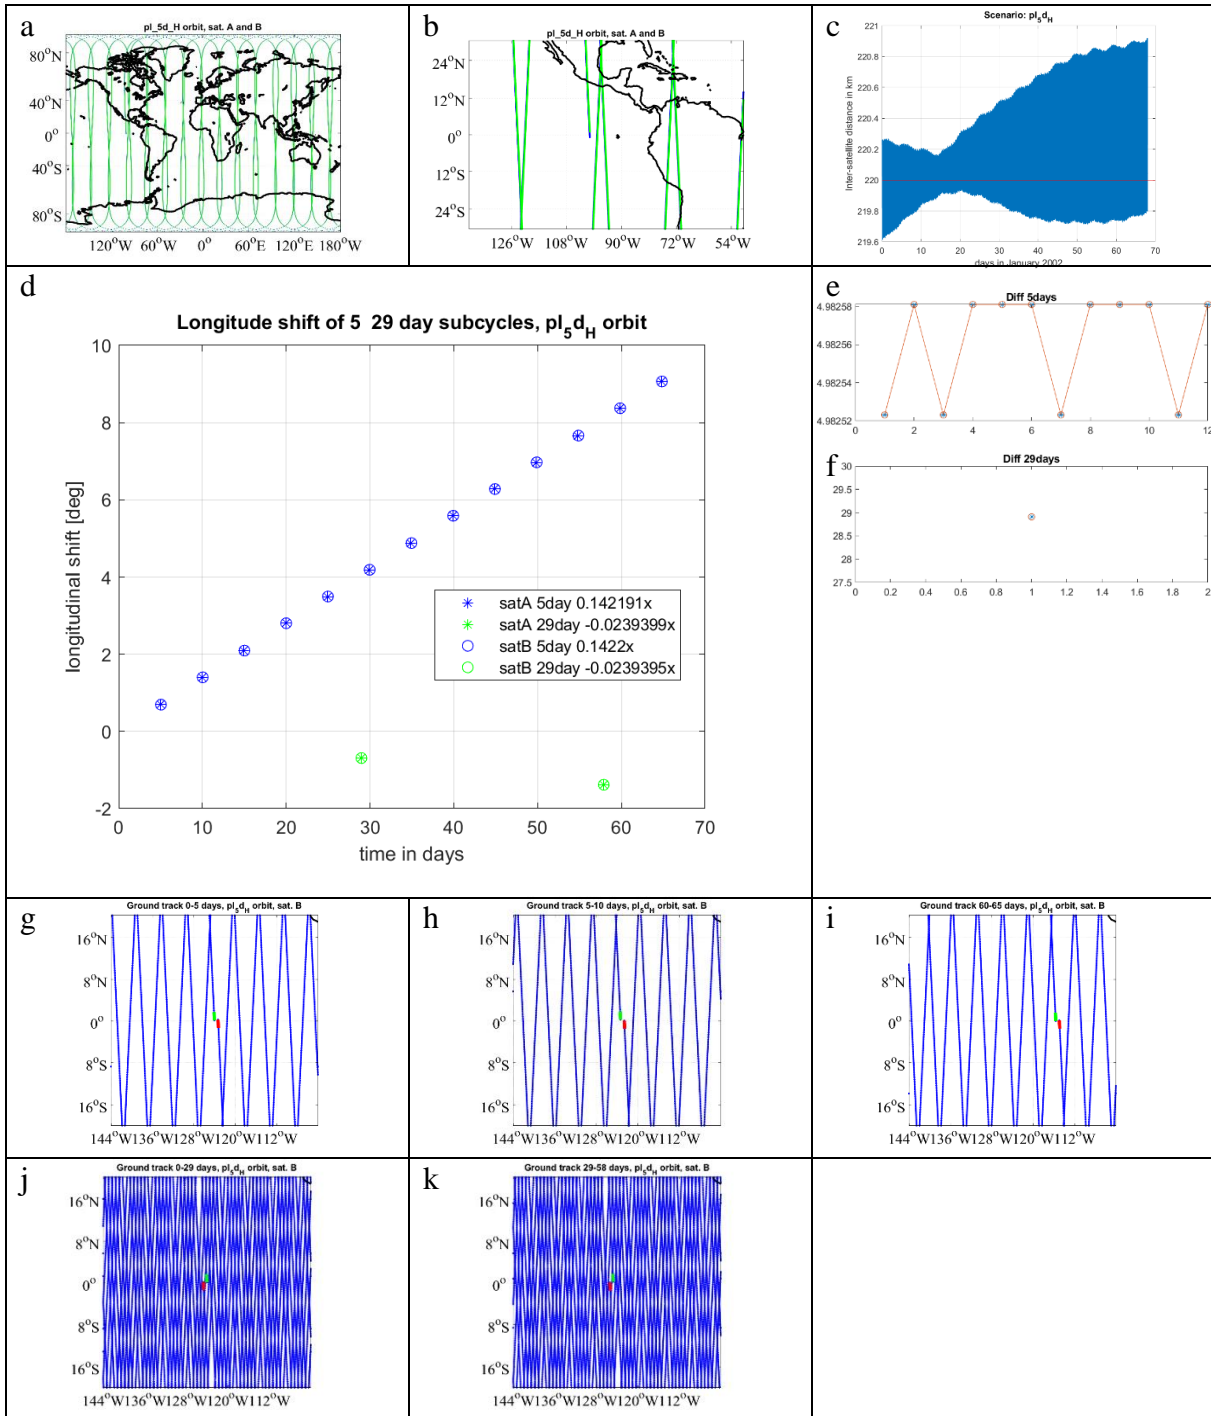 a
pl_5d_H orbit, sat. A and B
80°N
40°N
0°
40°S
80°S
120°W 60°W 0° 60°E 120°E 180°W
b
pl_5d_H orbit, sat. A and B
24°N
12°N
0°
12°S
24°S
126°W 108°W 90°W 72°W 54°W
c
Scenario: pl5dH
Inter-satellite distance in km
221
220.8
220.6
220.4
220.2
220
219.8
219.6
0 10 20 30 40 50 60 70
days in January 2002
d
Longitude shift of 5 29 day subcycles, pl5dH orbit
longitudinal shift [deg]
10
8
6
4
2
0
-2
satA 5day 0.142191x
satA 29day -0.0239399x
satB 5day 0.1422x
satB 29day -0.0239395x
0 10 20 30 40 50 60 70
time in days
e
Diff 5days
4.98258
4.98256
4.98254
4.98252
0 2 4 6 8 10 12
f
Diff 29days
30
29.5
29
28.5
28
27.5
0 0.2 0.4 0.6 0.8 1 1.2 1.4 1.6 1.8 2
g
Ground track 0-5 days, pl5dH orbit, sat. B
16°N
8°N
0°
8°S
16°S
144°W136°W128°W120°W112°W
h
Ground track 5-10 days, pl5dH orbit, sat. B
16°N
8°N
0°
8°S
16°S
144°W136°W128°W120°W112°W
i
Ground track 60-65 days, pl5dH orbit, sat. B
16°N
8°N
0°
8°S
16°S
144°W136°W128°W120°W112°W
j
Ground track 0-29 days, pl5dH orbit, sat. B
16°N
8°N
0°
8°S
16°S
144°W136°W128°W120°W112°W
k
Ground track 29-58 days, pl5dH orbit, sat. B
16°N
8°N
0°
8°S
16°S
144°W136°W128°W120°W112°W